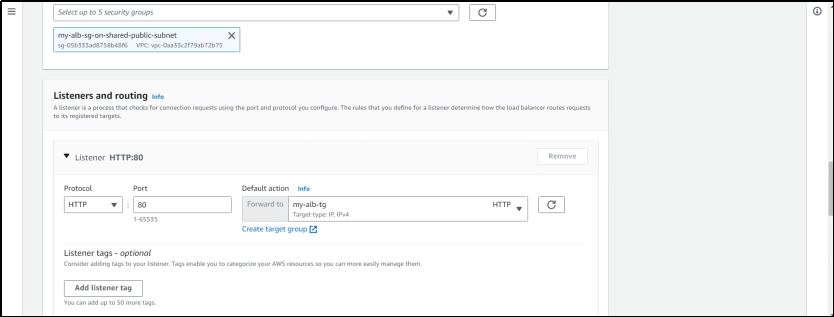 Select up to 5 security groups
my-alb-sg-on-shared-public-subnet
sg-05b333ad8758b48f6 VPC: vpc-0aa33c2f79ab72b75
Listeners and routing Info
A listener is a process that checks for connection requests using the port and protocol you configure. The rules that you define for a listener determine how the load balancer routes requests
to its registered targets.
Listener HTTP:80
Remove
Protocol Port Default action Info
HTTP : 80 Forward to my-alb-tg HTTP
Target type: IP, IPv4
1-65535
Create target group
Listener tags - optional
Consider adding tags to your listener. Tags enable you to categorize your AWS resources so you can more easily manage them.
Add listener tag
You can add up to 50 more tags.